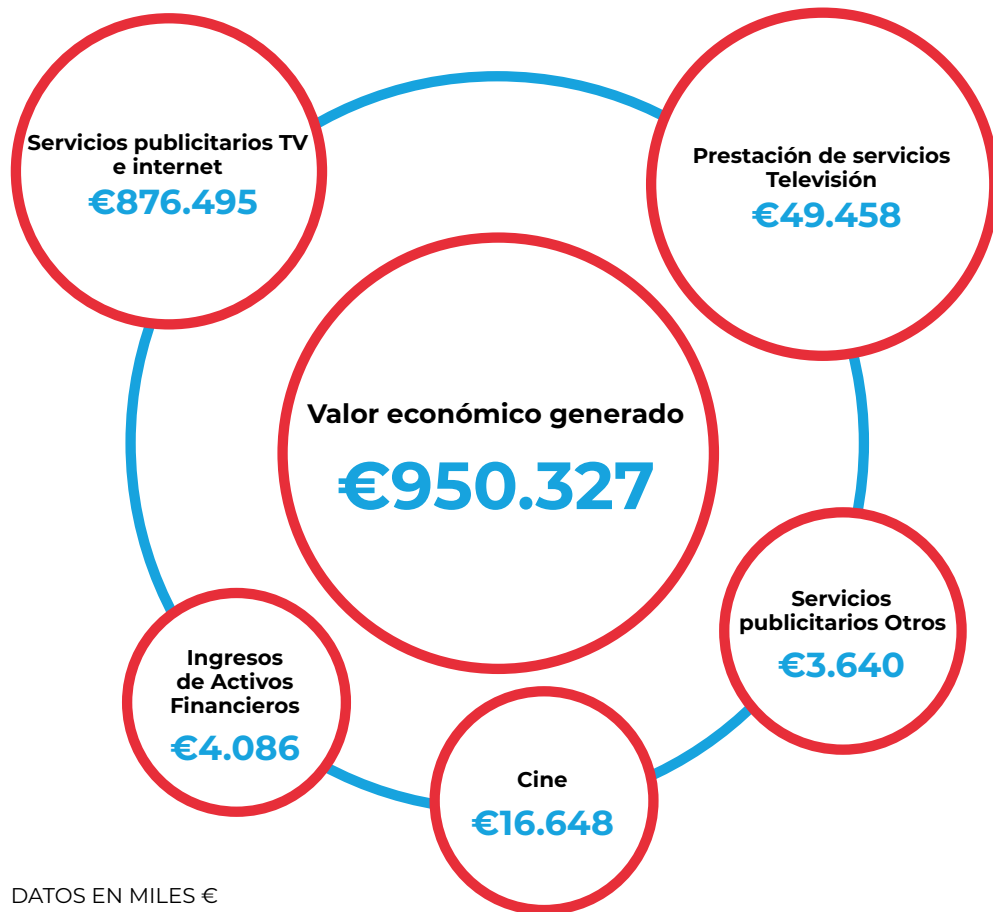 Servicios publicitarios TV
e internet
€876.495
Prestación de servicios
Televisión
€49.458
Valor económico generado
€950.327
Servicios
publicitarios Otros
€3.640
Ingresos
de Activos
Financieros
€4.086
Cine
€16.648
DATOS EN MILES €